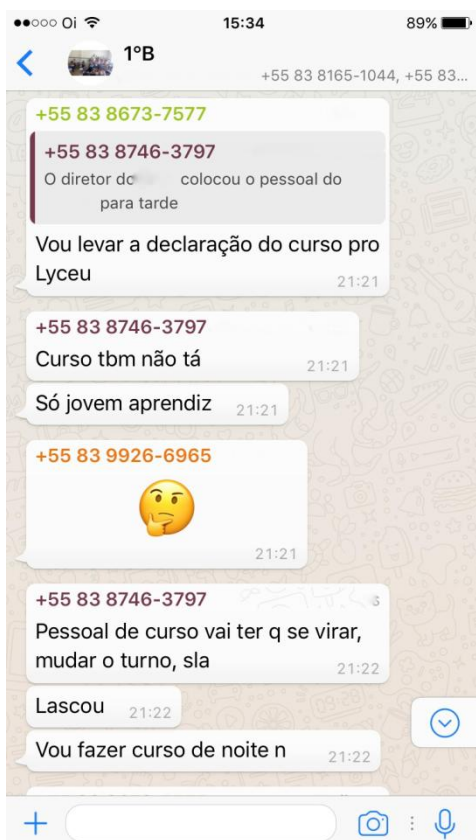 Oi 15:34 89%
1°B
+55 83 8165-1044, +55 83...
+55 83 8673-7577
+55 83 8746-3797
O diretor do colocou o pessoal do
para tarde
Vou levar a declaração do curso pro
Lyceu
21:21
+55 83 8746-3797
Curso tbm não tá
21:21
Só jovem aprendiz 21:21
+55 83 9926-6965
21:21
+55 83 8746-3797
Pessoal de curso vai ter q se virar,
mudar o turno, sla
21:22
Lascou 21:22
Vou fazer curso de noite n 21:22